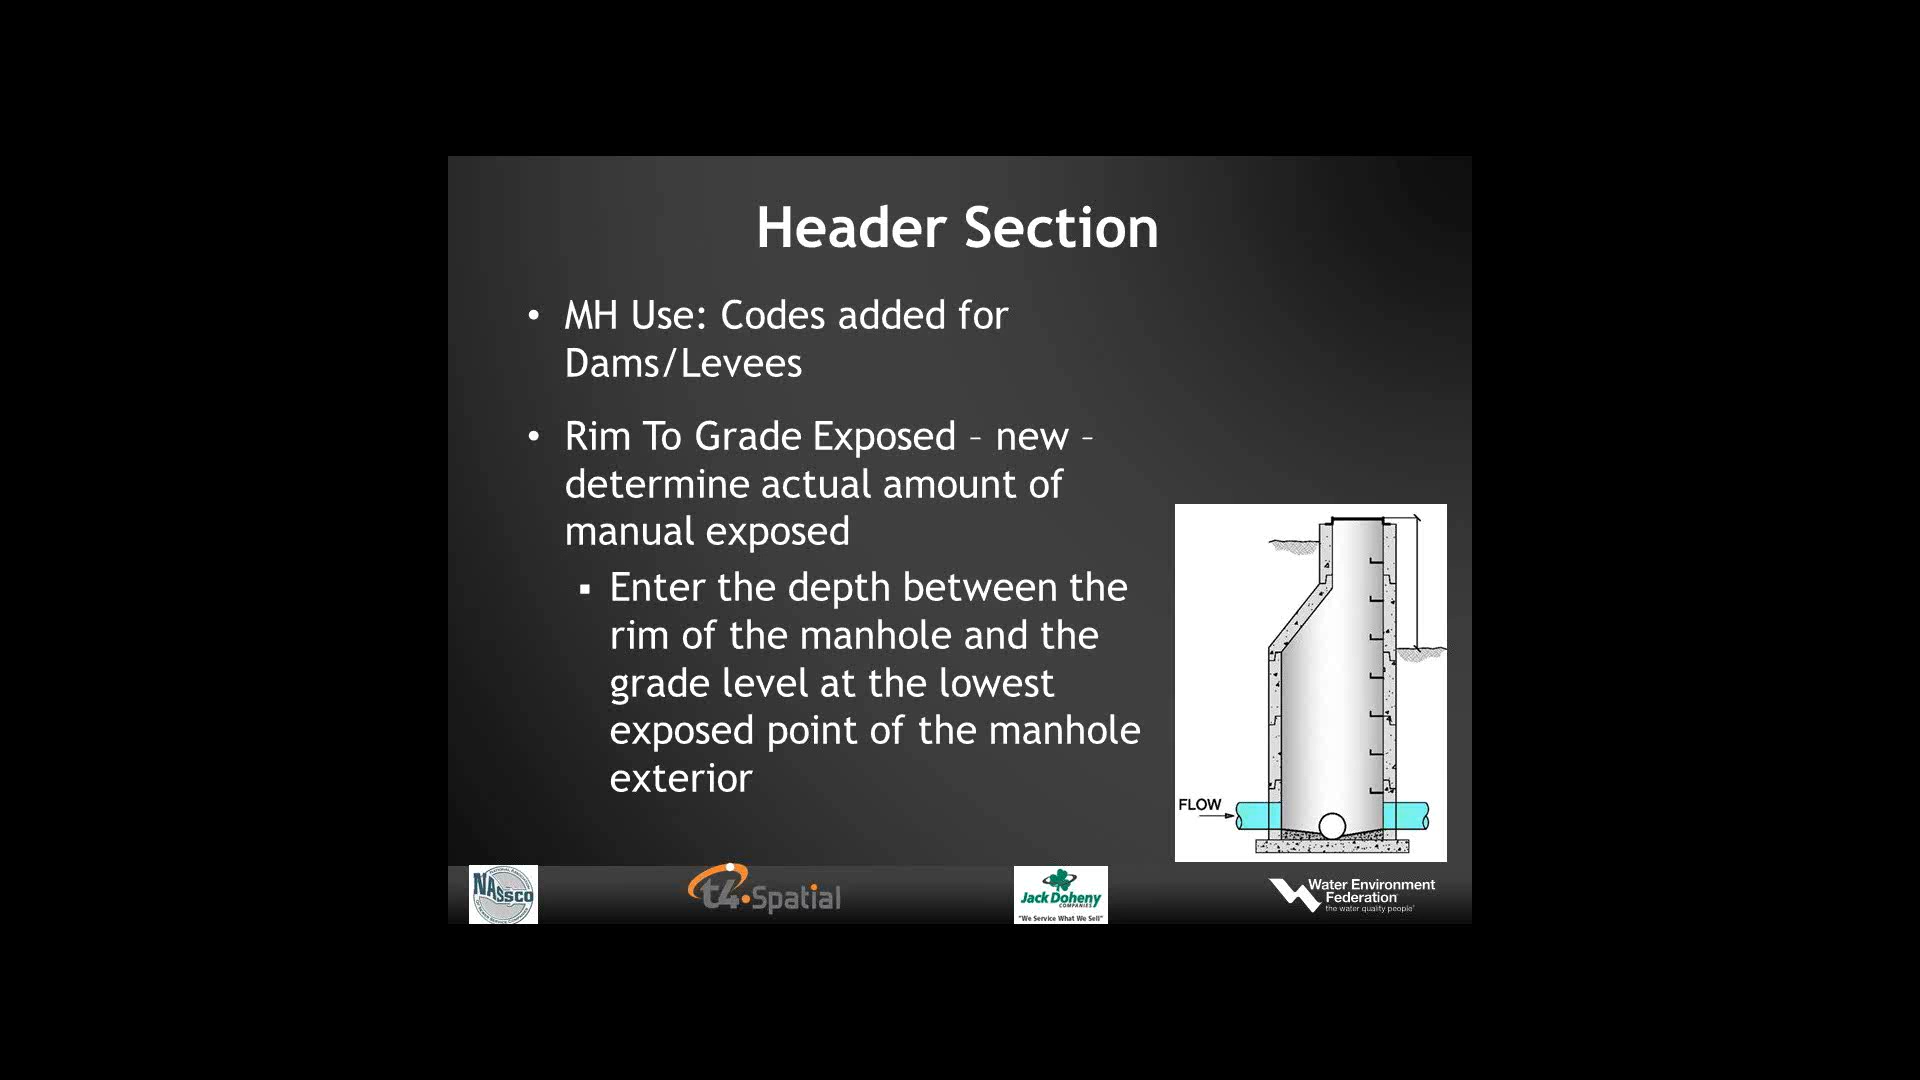 Header Section
• MH Use: Codes added for
Dams/Levees
• Rim To Grade Exposed – new –
determine actual amount of
manual exposed
▪ Enter the depth between the
rim of the manhole and the
grade level at the lowest
exposed point of the manhole
exterior
FLOW
NASSCO
t4.Spatial
Jack Doheny
COMPANIES
"We Service What We Sell"
Water Environment
Federation
the water quality people